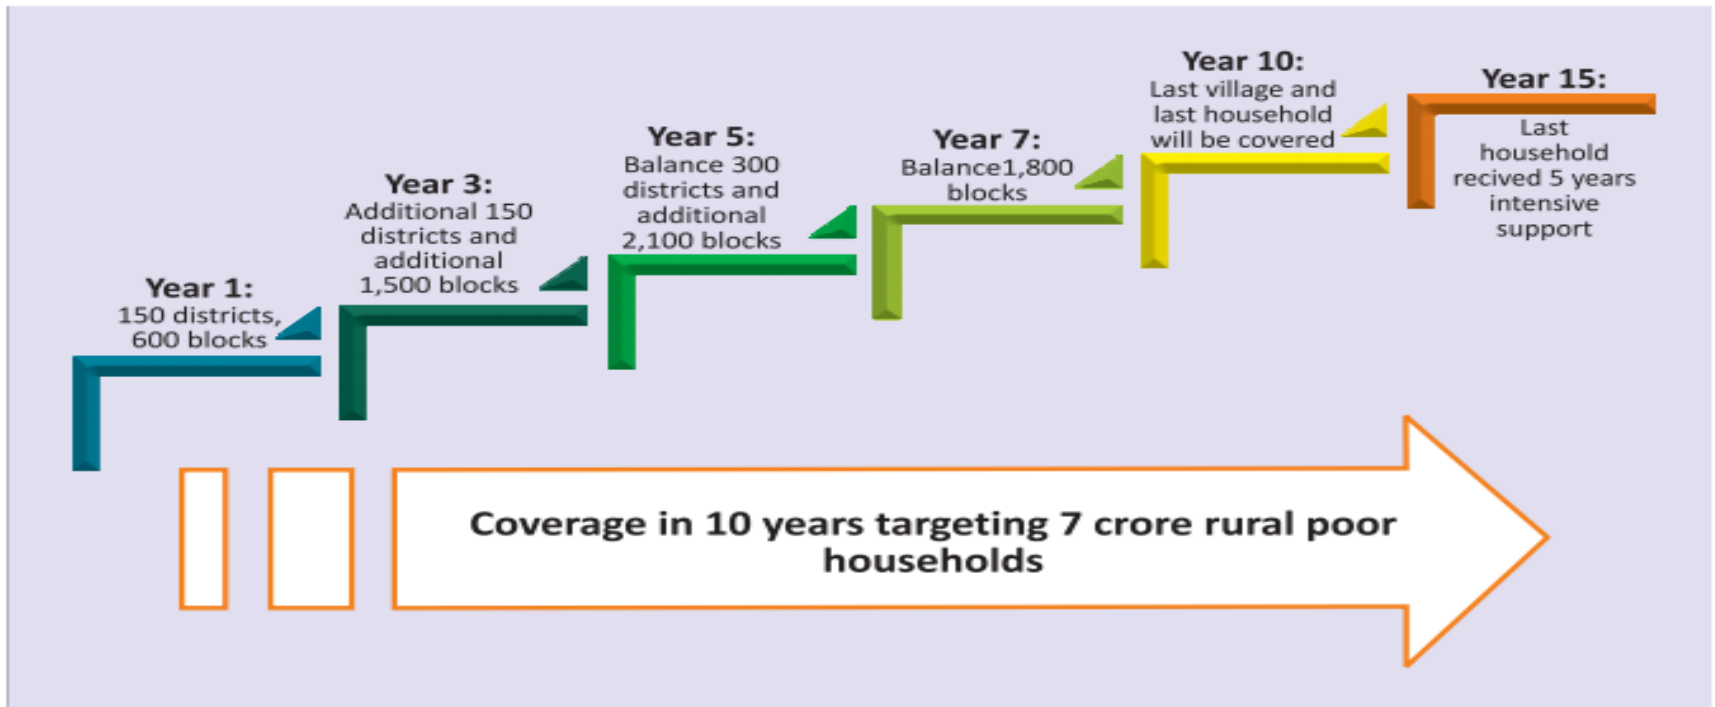 Year 1:
150 districts,
600 blocks
Year 3:
Additional 150
districts and
additional
1,500 blocks
Year 5:
Balance 300
districts and
additional
2,100 blocks
Year 7:
Balance1,800
blocks
Year 10:
Last village and
last household
will be covered
Year 15:
Last
household
recived 5 years
intensive
support
Coverage in 10 years targeting 7 crore rural poor
households